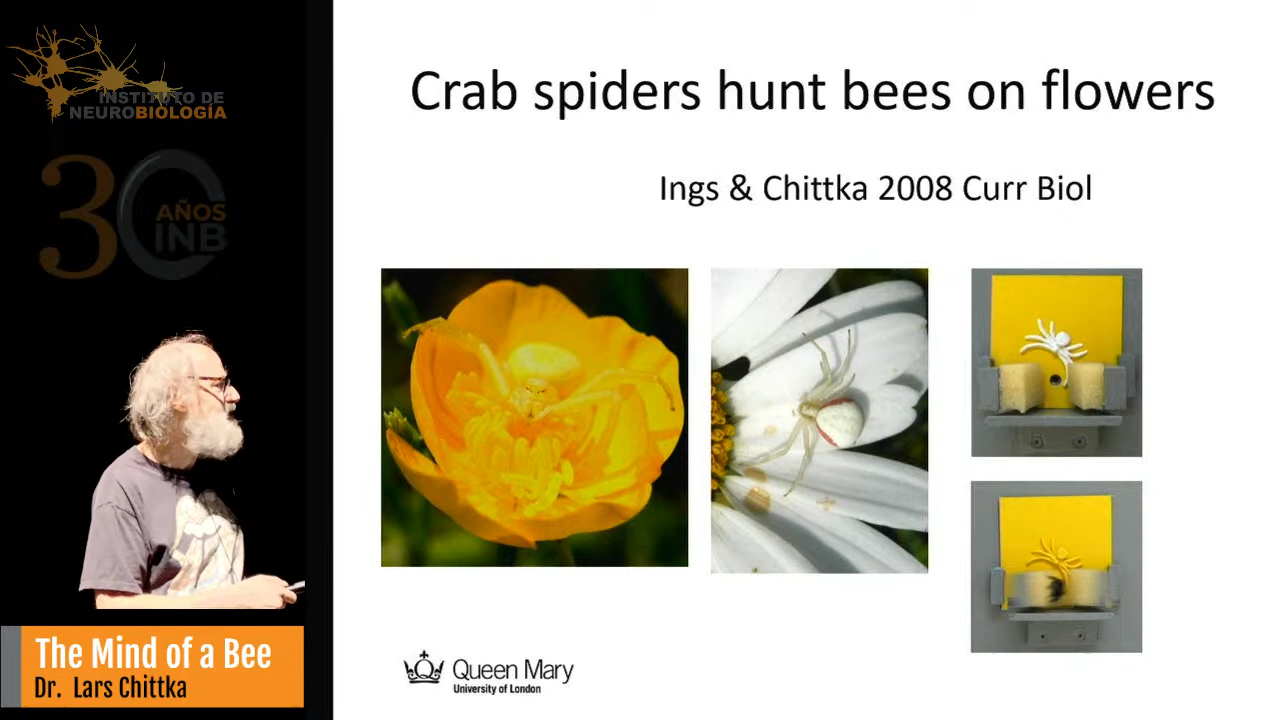 INSTITUTO DE
NEUROBIOLOGÍA
30
AÑOS
INB
Crab spiders hunt bees on flowers
Ings & Chittka 2008 Curr Biol
The Mind of a Bee
Dr. Lars Chittka
Queen Mary
University of London